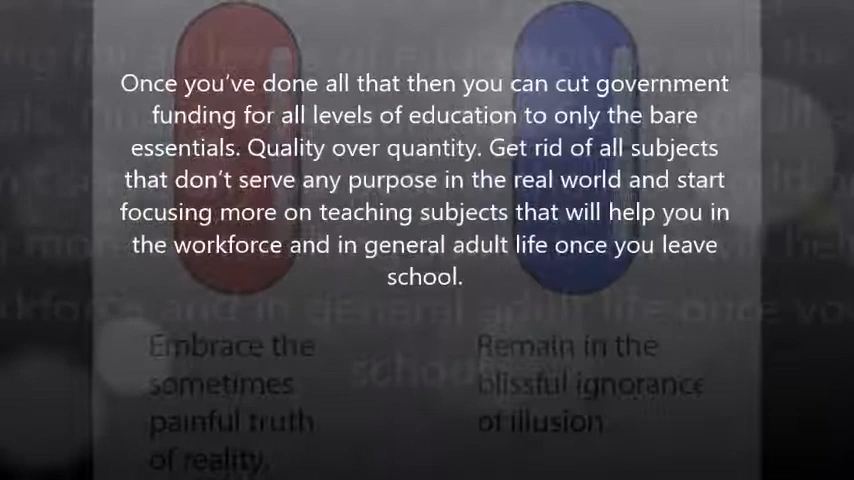 Once you've done all that then you can cut government
funding for all levels of education to only the bare
essentials. Quality over quantity. Get rid of all subjects
that don't serve any purpose in the real world and start
focusing more on teaching subjects that will help you in
the workforce and in general adult life once you leave
school.
Embrace the
sometimes
painful truth
of reality.
Remain in the
blissful ignorance
of illusion